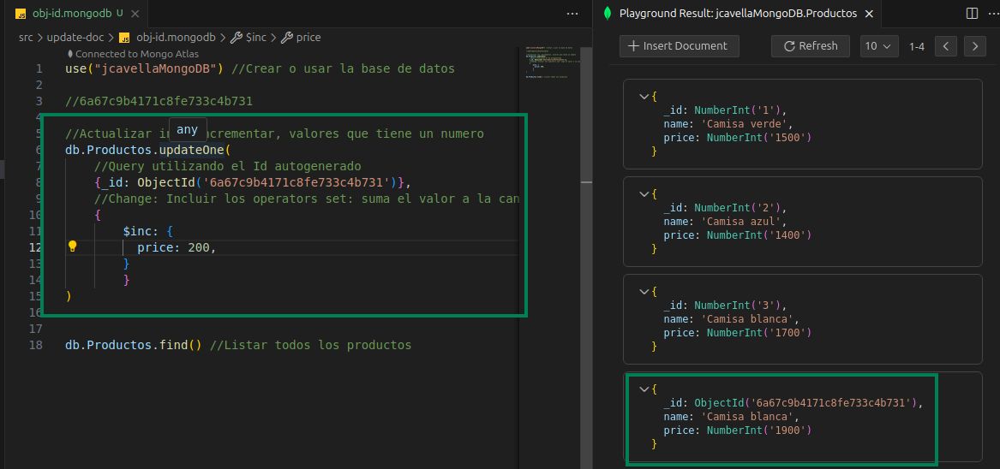 JS obj-id.mongodb U ×
src > update-doc > JS obj-id.mongodb > $inc > price
Connected to Mongo Atlas
1 use("jcavellaMongoDB") //Crear o usar la base de datos
2
3 //6a67c9b4171c8fe733c4b731
4
any
5 //Actualizar in crementar, valores que tiene un numero
6 db.Productos.updateOne(
7 //Query utilizando el Id autogenerado
8 {_id: ObjectId('6a67c9b4171c8fe733c4b731')},
9 //Change: Incluir los operators set: suma el valor a la can
10 {
11 $inc: {
12 price: 200,
13 }
14 }
15 )
16
17
18 db.Productos.find() //Listar todos los productos
Playground Result: jcavellaMongoDB.Productos ×
+ Insert Document Refresh 10 1-4 < >
{
_id: NumberInt('1'),
name: 'Camisa verde',
price: NumberInt('1500')
}
{
_id: NumberInt('2'),
name: 'Camisa azul',
price: NumberInt('1400')
}
{
_id: NumberInt('3'),
name: 'Camisa blanca',
price: NumberInt('1700')
}
{
_id: ObjectId('6a67c9b4171c8fe733c4b731'),
name: 'Camisa blanca',
price: NumberInt('1900')
}